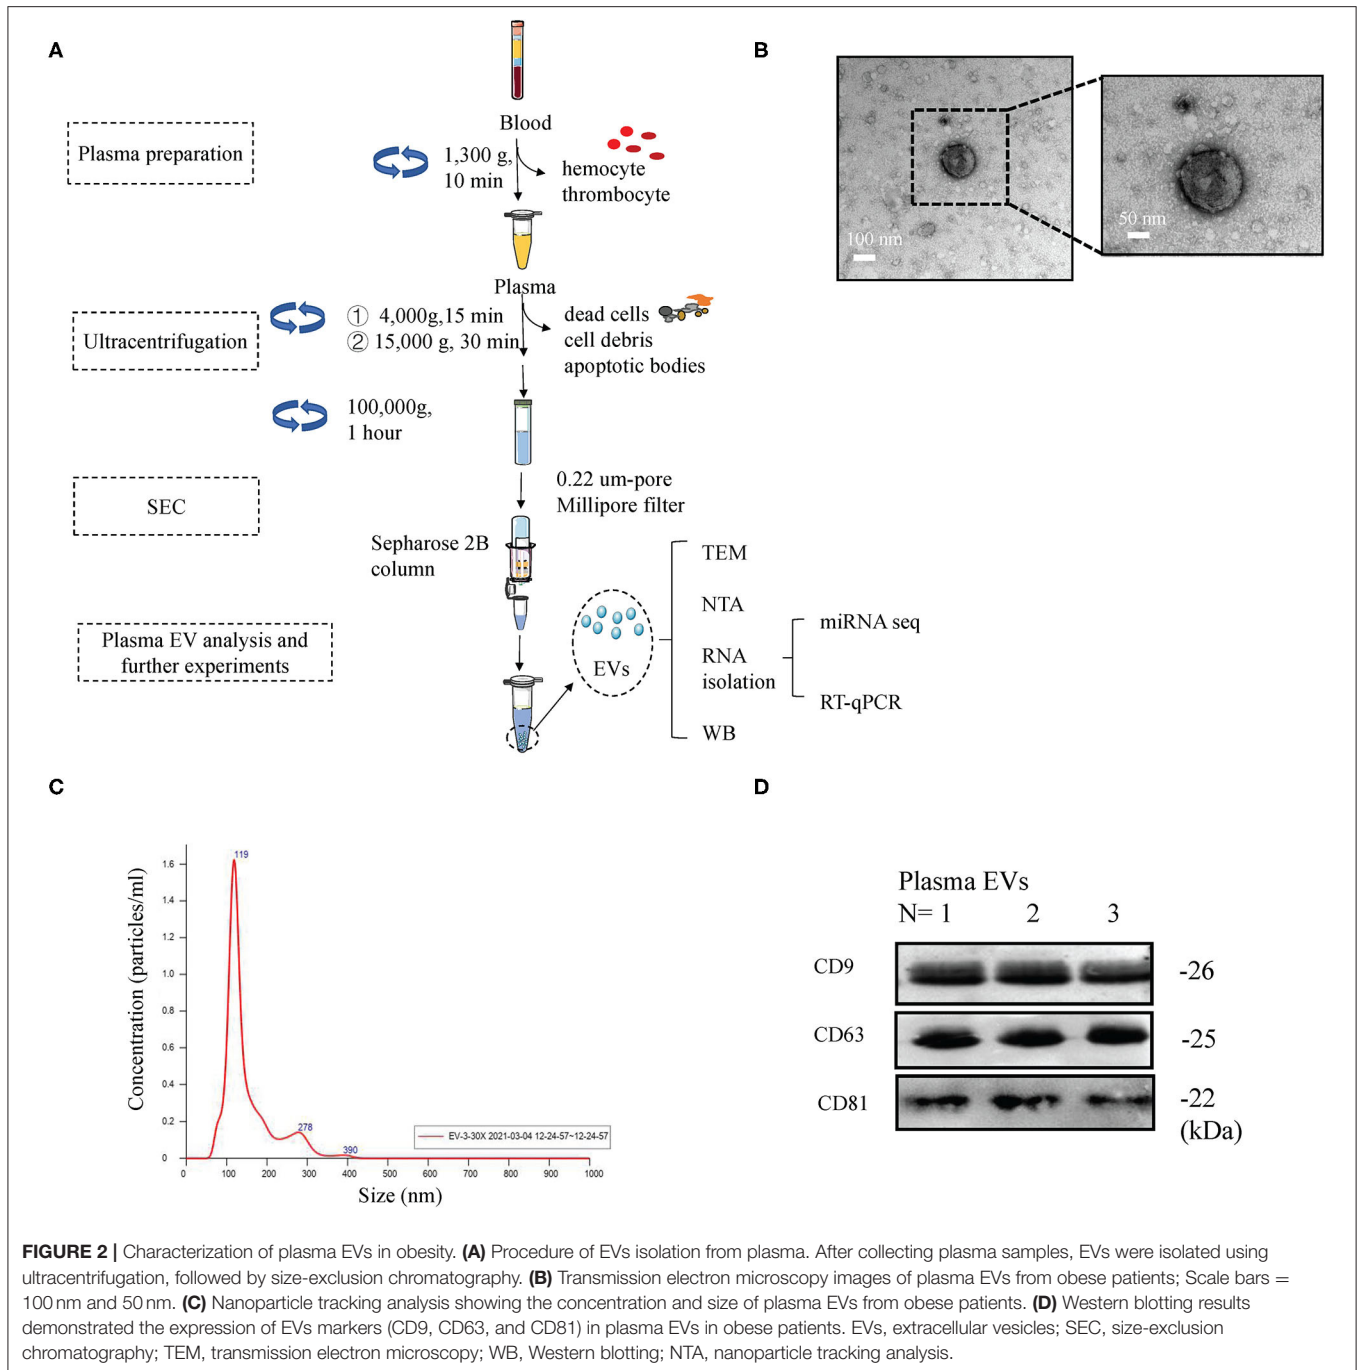 A
Blood
Plasma preparation
1,300 g,
10 min
hemocyte
thrombocyte
Plasma
Ultracentrifugation
① 4,000g,15 min
② 15,000 g, 30 min
dead cells
cell debris
apoptotic bodies
100,000g,
1 hour
SEC
0.22 um-pore
Millipore filter
Sepharose 2B
column
Plasma EV analysis and
further experiments
EVs
TEM
NTA
RNA
isolation
WB
miRNA seq
RT-qPCR
B
100 nm
50 nm
C
Concentration (particles/ml)
1.6
1.4
1.2
1.0
0.8
0.6
0.4
0.2
0
119
278
390
EV-3-30X 2021-03-04 12-24-57~12-24-57
0 100 200 300 400 500 600 700 800 900 1000
Size (nm)
D
Plasma EVs
N= 1 2 3
CD9 -26
CD63 -25
CD81 -22
(kDa)
FIGURE 2 | Characterization of plasma EVs in obesity. (A) Procedure of EVs isolation from plasma. After collecting plasma samples, EVs were isolated using
ultracentrifugation, followed by size-exclusion chromatography. (B) Transmission electron microscopy images of plasma EVs from obese patients; Scale bars =
100 nm and 50 nm. (C) Nanoparticle tracking analysis showing the concentration and size of plasma EVs from obese patients. (D) Western blotting results
demonstrated the expression of EVs markers (CD9, CD63, and CD81) in plasma EVs in obese patients. EVs, extracellular vesicles; SEC, size-exclusion
chromatography; TEM, transmission electron microscopy; WB, Western blotting; NTA, nanoparticle tracking analysis.